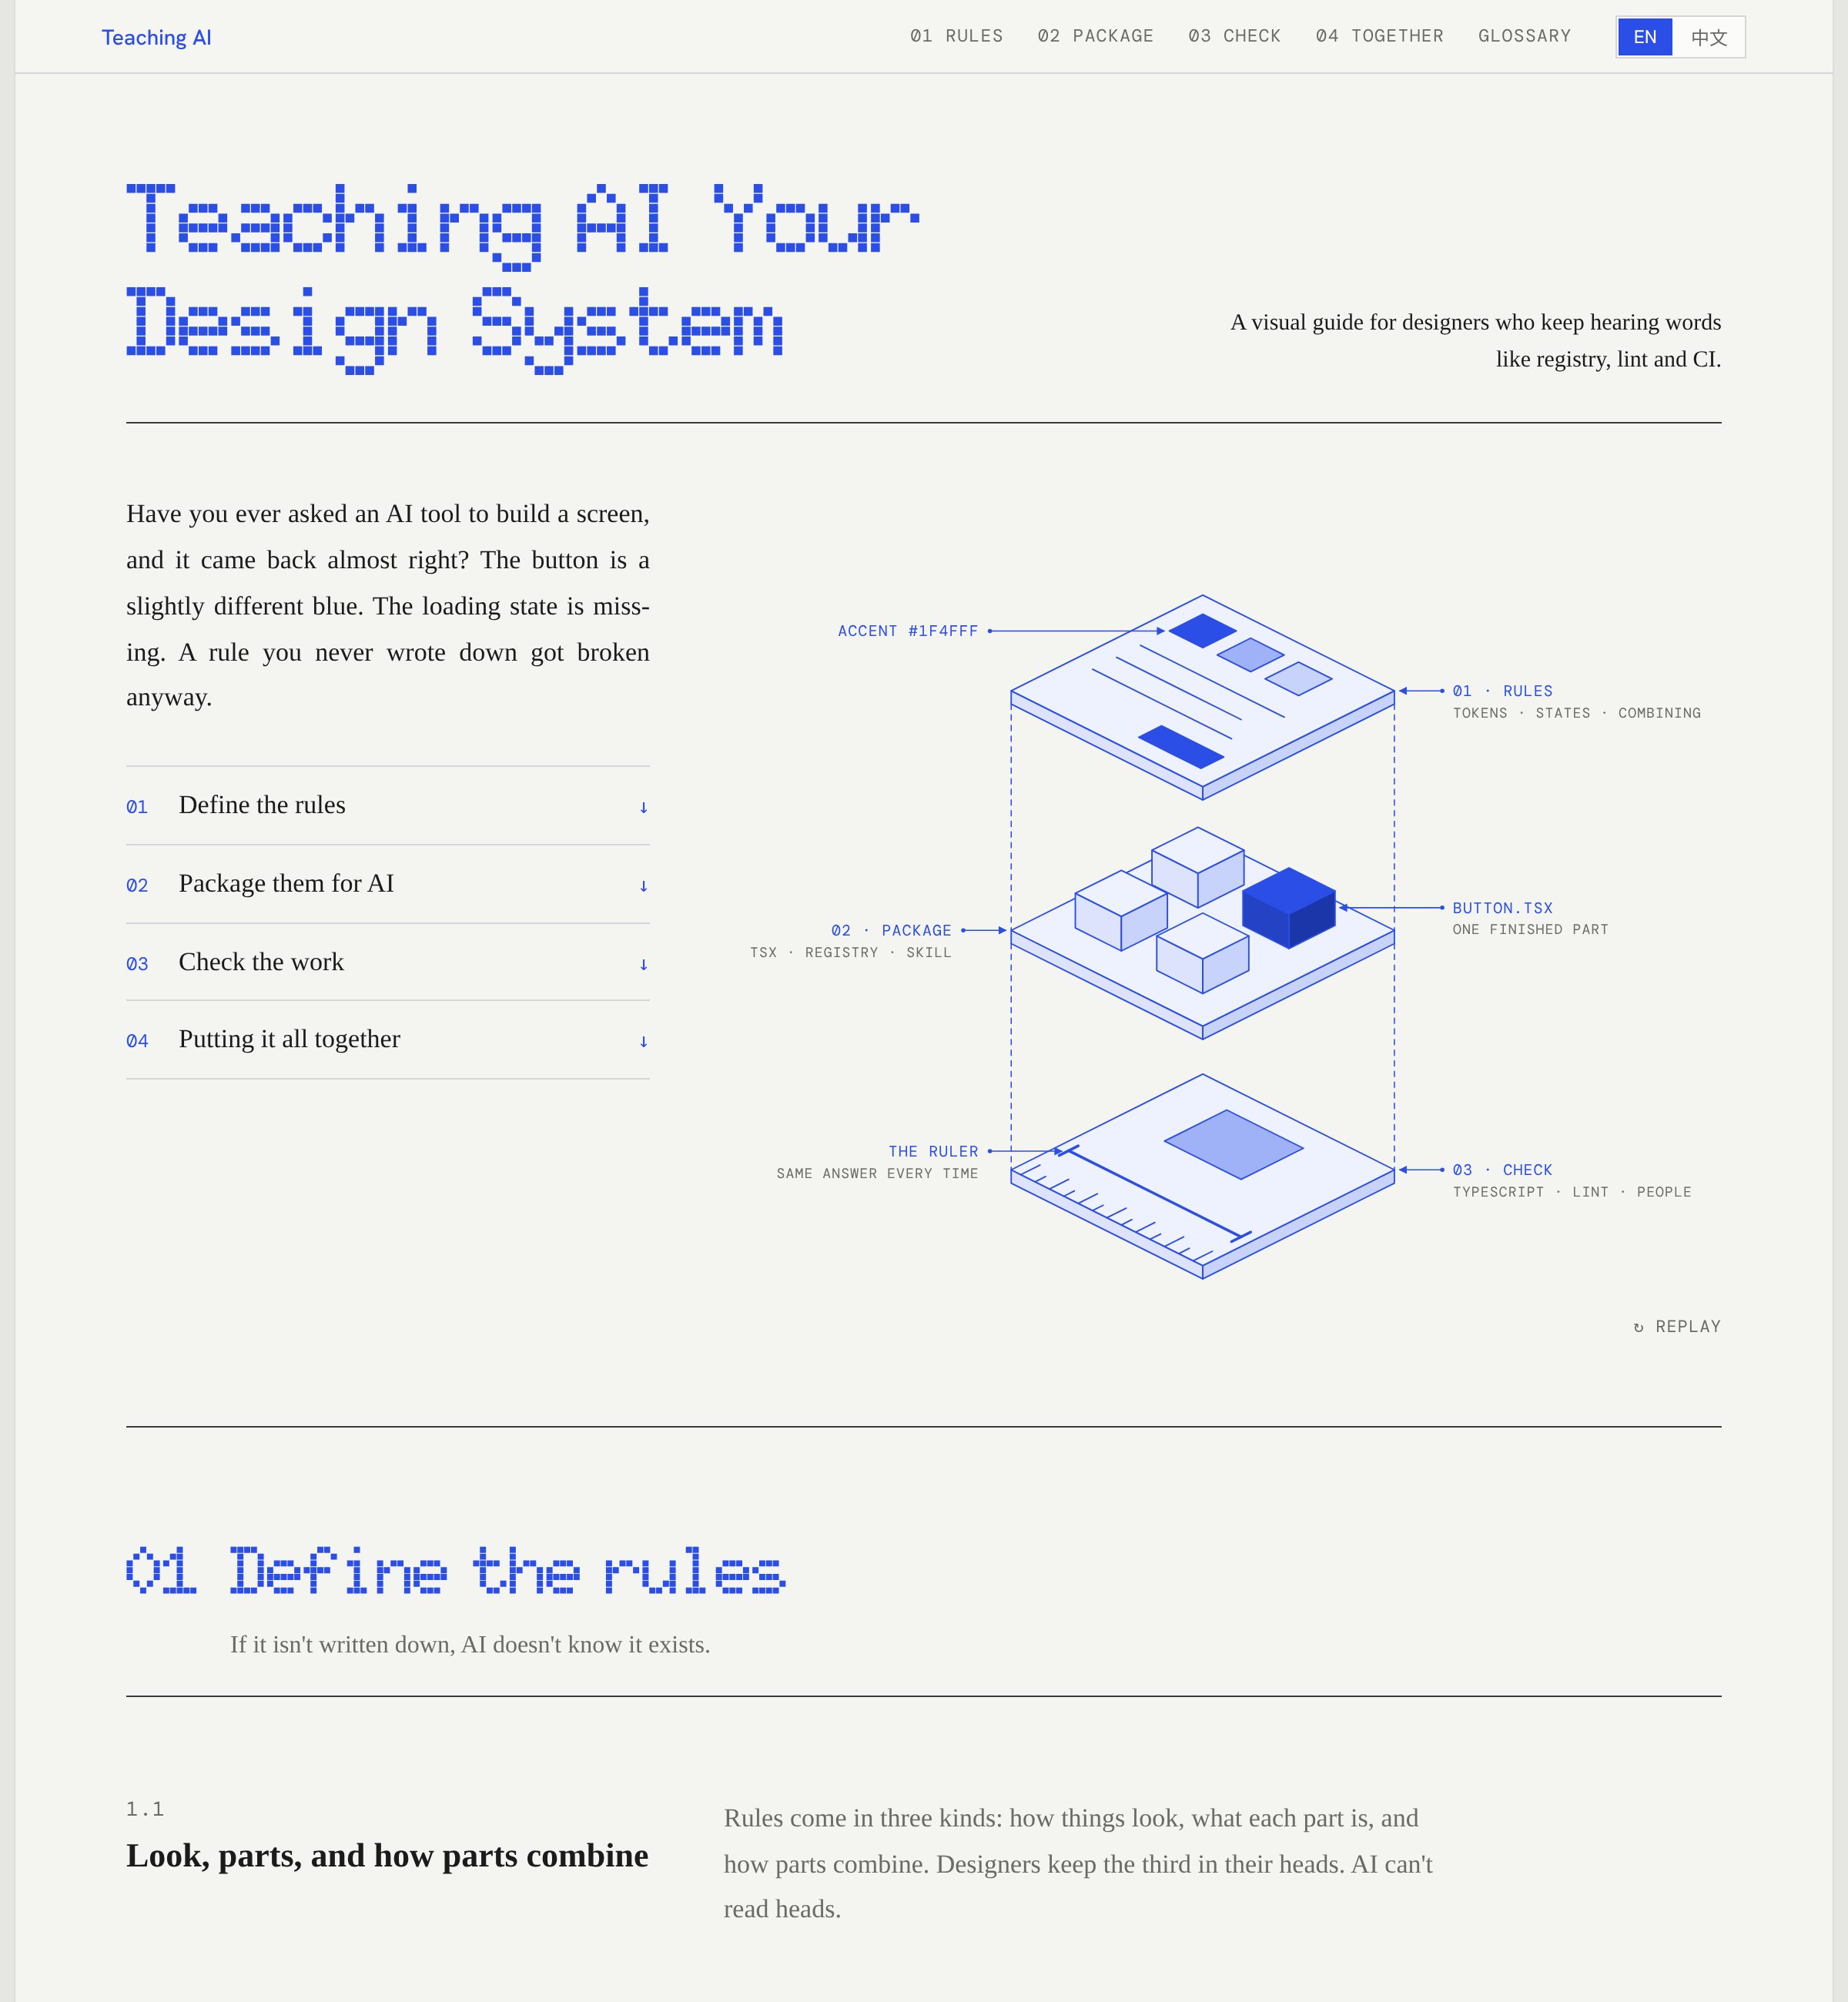 Teaching AI
01 RULES 02 PACKAGE 03 CHECK 04 TOGETHER GLOSSARY EN 中文
Teaching AI Your
Design System
A visual guide for designers who keep hearing words
like registry, lint and CI.
Have you ever asked an AI tool to build a screen,
and it came back almost right? The button is a
slightly different blue. The loading state is miss-
ing. A rule you never wrote down got broken
anyway.
01 Define the rules ↓
02 Package them for AI ↓
03 Check the work ↓
04 Putting it all together ↓
ACCENT #1F4FFF
01 · RULES
TOKENS · STATES · COMBINING
02 · PACKAGE
TSX · REGISTRY · SKILL
BUTTON.TSX
ONE FINISHED PART
THE RULER
SAME ANSWER EVERY TIME
03 · CHECK
TYPESCRIPT · LINT · PEOPLE
↻ REPLAY
01 Define the rules
If it isn't written down, AI doesn't know it exists.
1.1
Look, parts, and how parts combine
Rules come in three kinds: how things look, what each part is, and
how parts combine. Designers keep the third in their heads. AI can't
read heads.